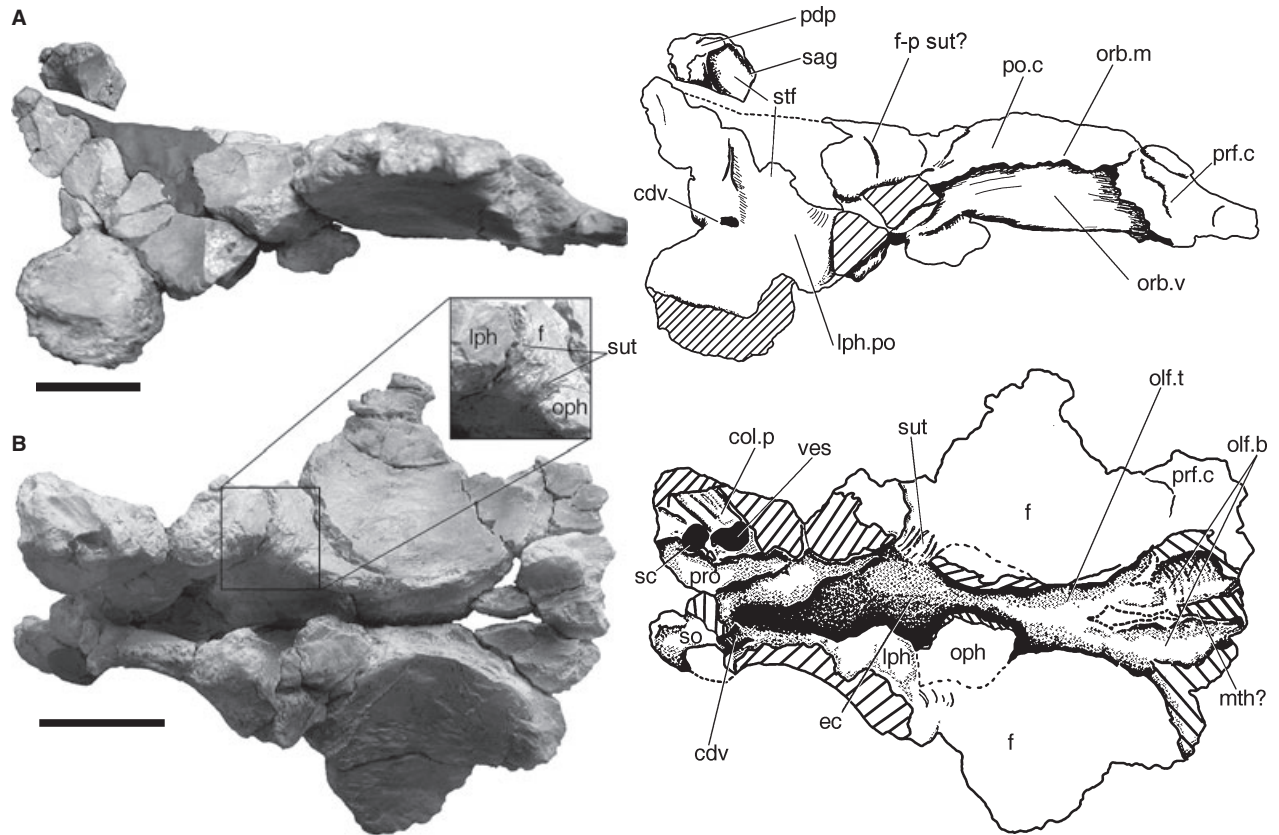 A
pdp
f-p sut?
sag
po.c
orb.m
stf
prf.c
cdv
orb.v
lph.po
lph
f
sut
oph
B
olf.t
sut
col.p
ves
olf.b
prf.c
f
sc
pro
so
lph
oph
mth?
ec
cdv
f